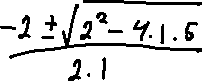 -2 ± √(2² - 4.1.5)
2.1